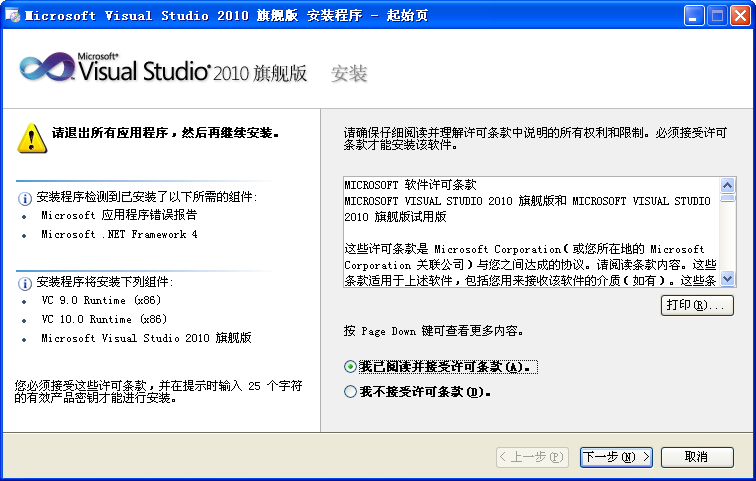 Microsoft Visual Studio 2010 旗舰版 安装程序 - 起始页
Microsoft®
Visual Studio® 2010 旗舰版 安装
请退出所有应用程序，然后再继续安装。
安装程序检测到已安装了以下所需的组件:
Microsoft 应用程序错误报告
Microsoft .NET Framework 4
安装程序将安装下列组件:
VC 9.0 Runtime (x86)
VC 10.0 Runtime (x86)
Microsoft Visual Studio 2010 旗舰版
您必须接受这些许可条款，并在提示时输入 25 个字符
的有效产品密钥才能进行安装。
请确保仔细阅读并理解许可条款中说明的所有权利和限制。必须接受许可
条款才能安装该软件。
MICROSOFT 软件许可条款
MICROSOFT VISUAL STUDIO 2010 旗舰版和 MICROSOFT VISUAL STUDIO
2010 旗舰版试用版
这些许可条款是 Microsoft Corporation（或您所在地的 Microsoft
Corporation 关联公司）与您之间达成的协议。请阅读条款内容。这些
条款适用于上述软件，包括您用来接收该软件的介质（如有）。这些条
打印(R)...
按 Page Down 键可查看更多内容。
我已阅读并接受许可条款(A)。
我不接受许可条款(D)。
< 上一步(P)
下一步(N) >
取消